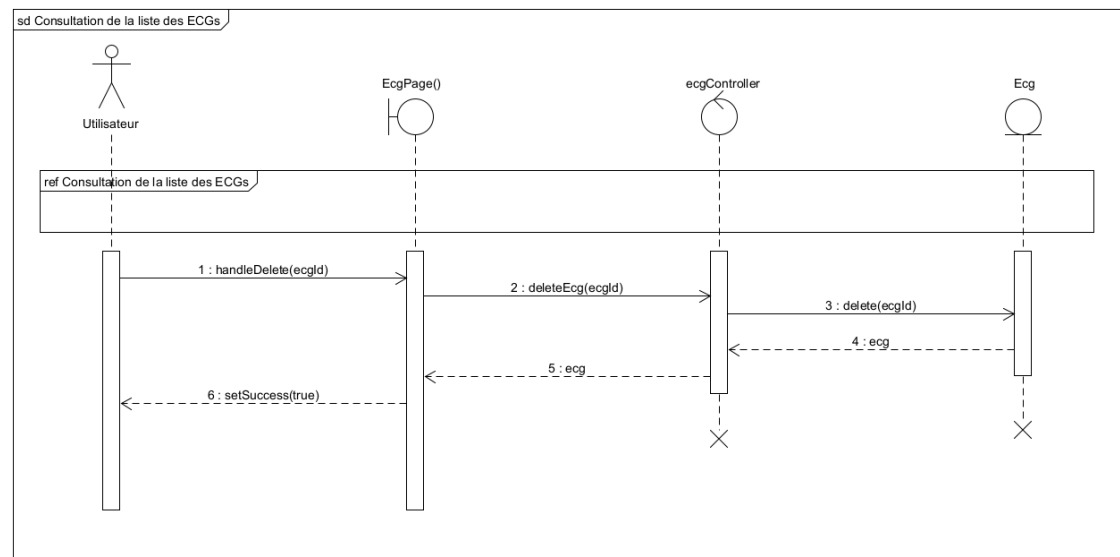 sd Consultation de la liste des ECGs
Utilisateur
EcgPage()
ecgController
Ecg
ref Consultation de la liste des ECGs
1 : handleDelete(ecgId)
2 : deleteEcg(ecgId)
3 : delete(ecgId)
4 : ecg
5 : ecg
6 : setSuccess(true)